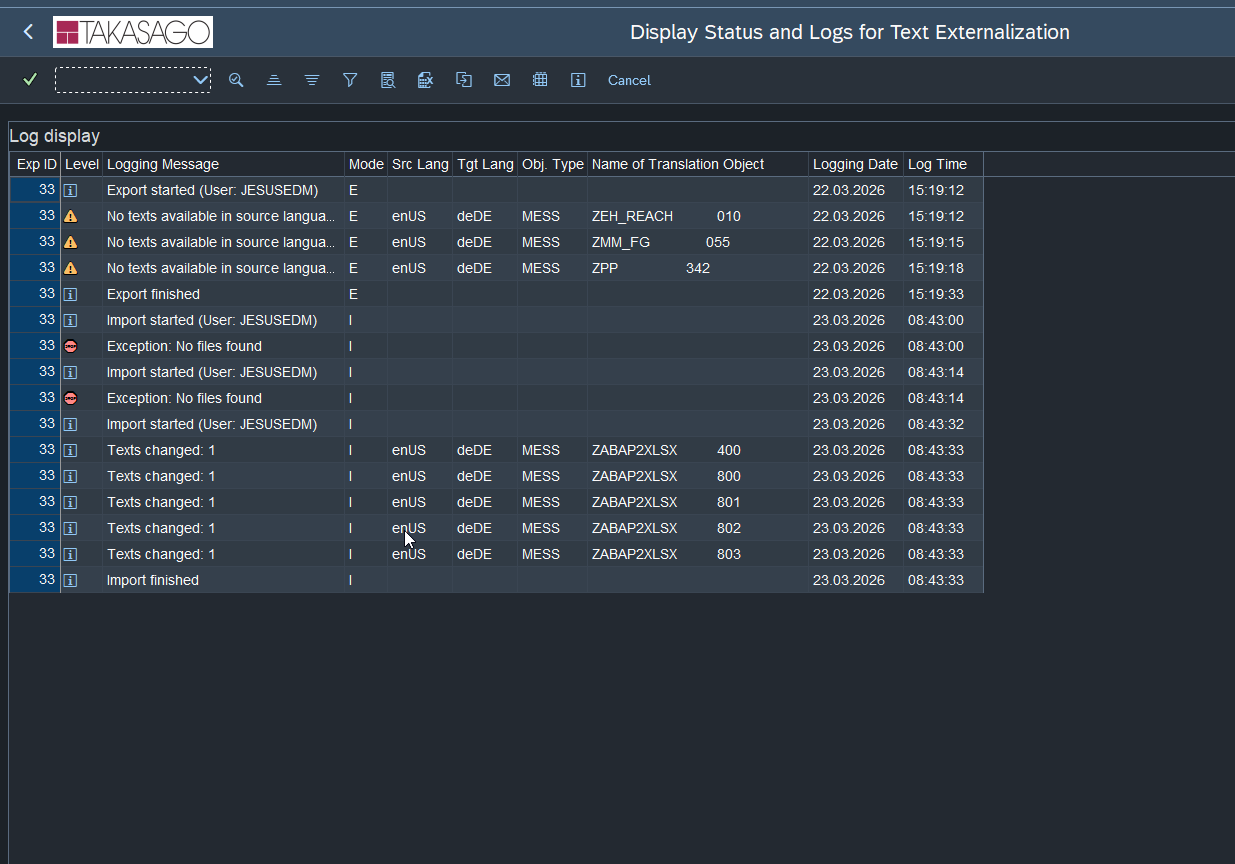 TAKASAGO
Display Status and Logs for Text Externalization
Cancel
Log display
Exp ID Level Logging Message Mode Src Lang Tgt Lang Obj. Type Name of Translation Object Logging Date Log Time
33 Export started (User: JESUSEDM) E 22.03.2026 15:19:12
33 No texts available in source langua... E enUS deDE MESS ZEH_REACH 010 22.03.2026 15:19:12
33 No texts available in source langua... E enUS deDE MESS ZMM_FG 055 22.03.2026 15:19:15
33 No texts available in source langua... E enUS deDE MESS ZPP 342 22.03.2026 15:19:18
33 Export finished E 22.03.2026 15:19:33
33 Import started (User: JESUSEDM) I 23.03.2026 08:43:00
33 Exception: No files found I 23.03.2026 08:43:00
33 Import started (User: JESUSEDM) I 23.03.2026 08:43:14
33 Exception: No files found I 23.03.2026 08:43:14
33 Import started (User: JESUSEDM) I 23.03.2026 08:43:32
33 Texts changed: 1 I enUS deDE MESS ZABAP2XLSX 400 23.03.2026 08:43:33
33 Texts changed: 1 I enUS deDE MESS ZABAP2XLSX 800 23.03.2026 08:43:33
33 Texts changed: 1 I enUS deDE MESS ZABAP2XLSX 801 23.03.2026 08:43:33
33 Texts changed: 1 I enUS deDE MESS ZABAP2XLSX 802 23.03.2026 08:43:33
33 Texts changed: 1 I enUS deDE MESS ZABAP2XLSX 803 23.03.2026 08:43:33
33 Import finished I 23.03.2026 08:43:33